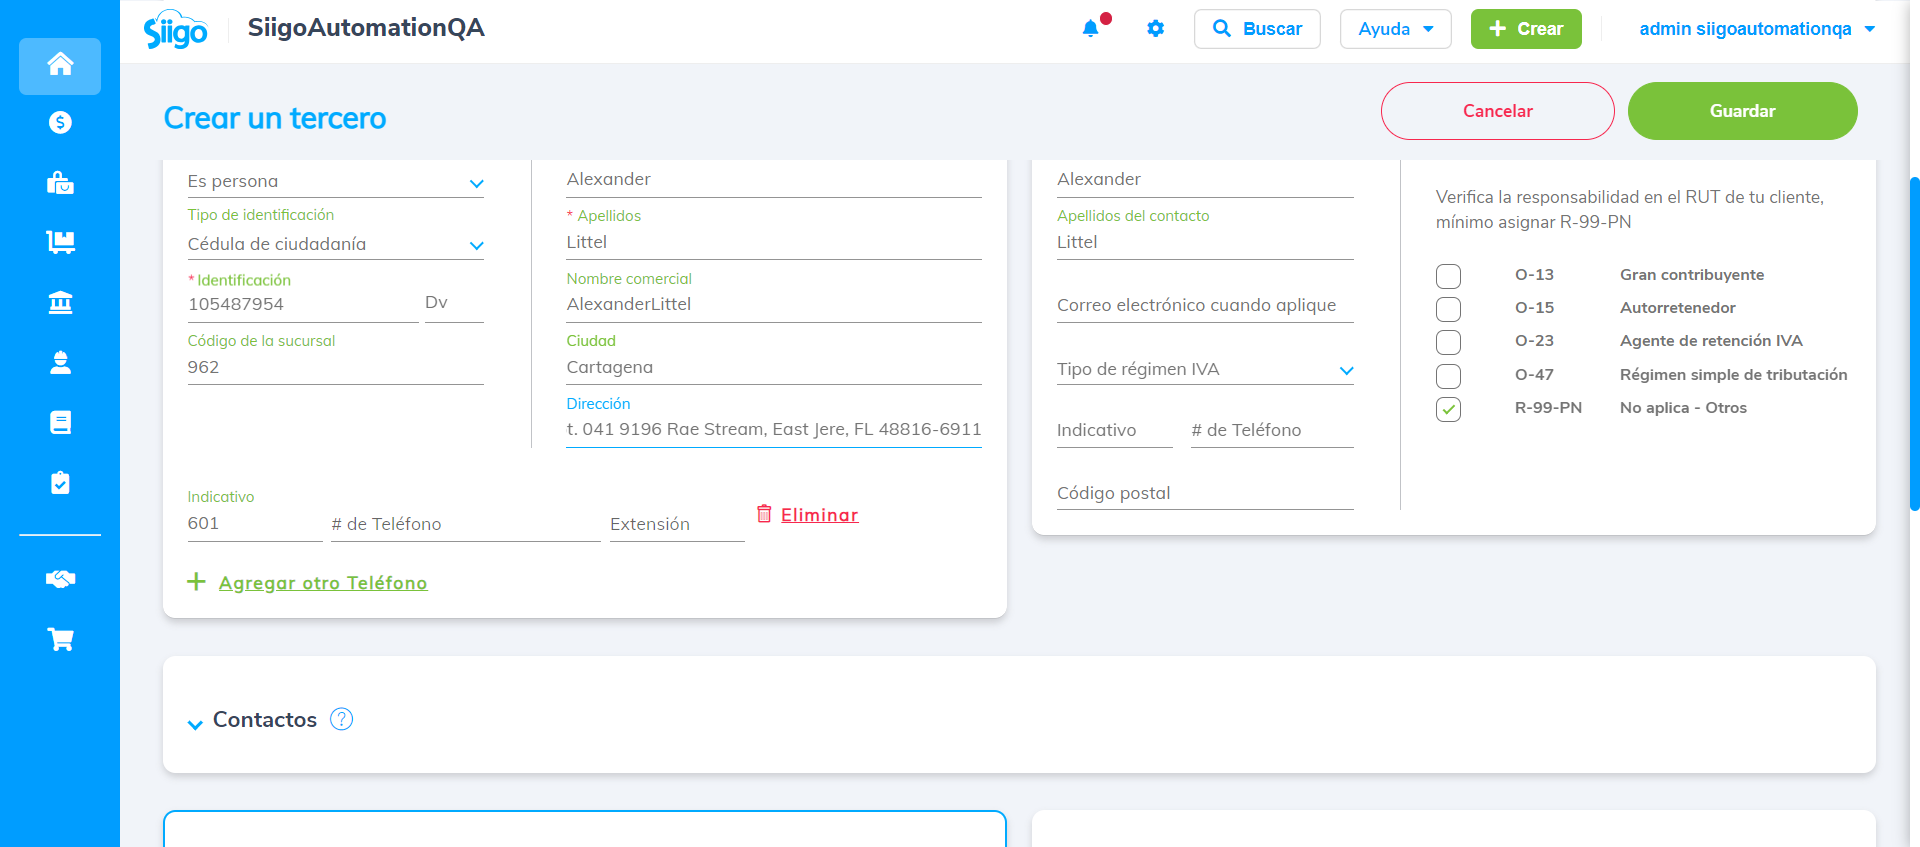 Siigo
SiigoAutomationQA
Buscar
Ayuda
Crear
admin siigoautomationqa
Crear un tercero
Cancelar
Guardar
Es persona
Tipo de identificación
Cédula de ciudadanía
* Identificación
105487954
Dv
Código de la sucursal
962
Alexander
* Apellidos
Littel
Nombre comercial
AlexanderLittel
Ciudad
Cartagena
Dirección
t. 041 9196 Rae Stream, East Jere, FL 48816-6911
Indicativo
601
# de Teléfono
Extensión
Eliminar
+ Agregar otro Teléfono
Alexander
Apellidos del contacto
Littel
Correo electrónico cuando aplique
Tipo de régimen IVA
Indicativo
# de Teléfono
Código postal
Verifica la responsabilidad en el RUT de tu cliente,
mínimo asignar R-99-PN
O-13 Gran contribuyente
O-15 Autorretenedor
O-23 Agente de retención IVA
O-47 Régimen simple de tributación
R-99-PN No aplica - Otros
Contactos ?